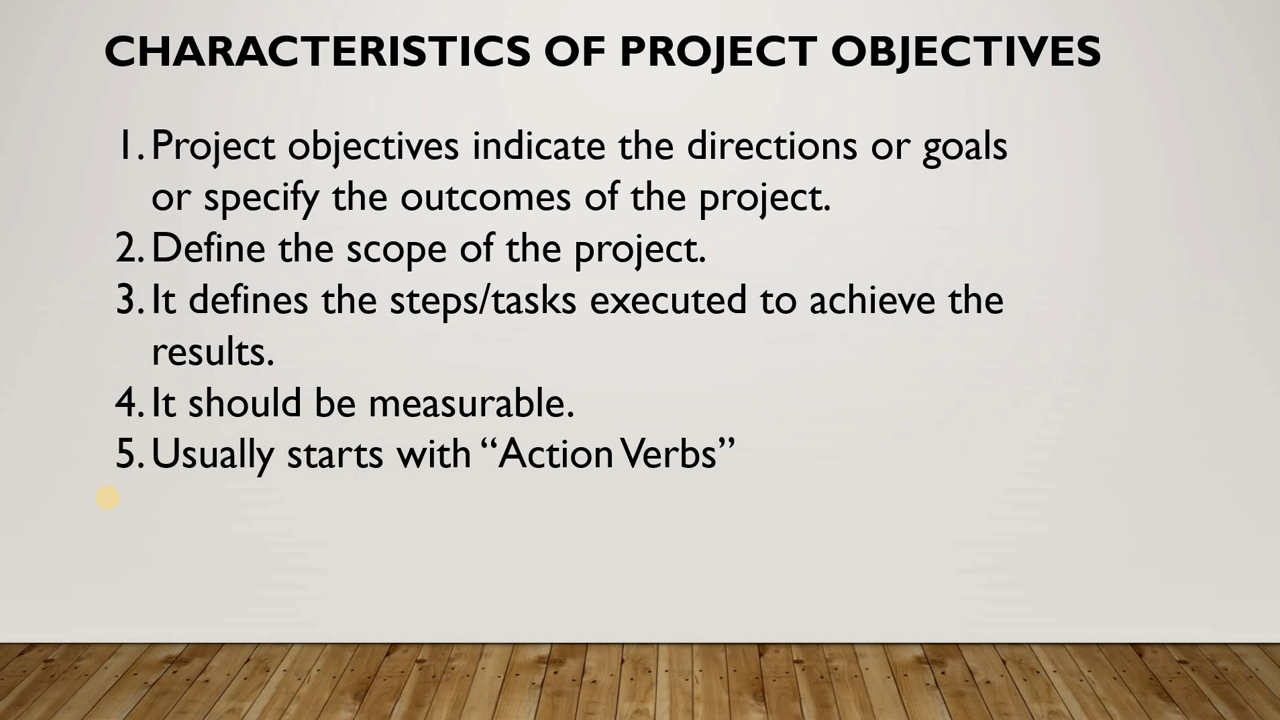 CHARACTERISTICS OF PROJECT OBJECTIVES
1. Project objectives indicate the directions or goals
or specify the outcomes of the project.
2. Define the scope of the project.
3. It defines the steps/tasks executed to achieve the
results.
4. It should be measurable.
5. Usually starts with “Action Verbs”